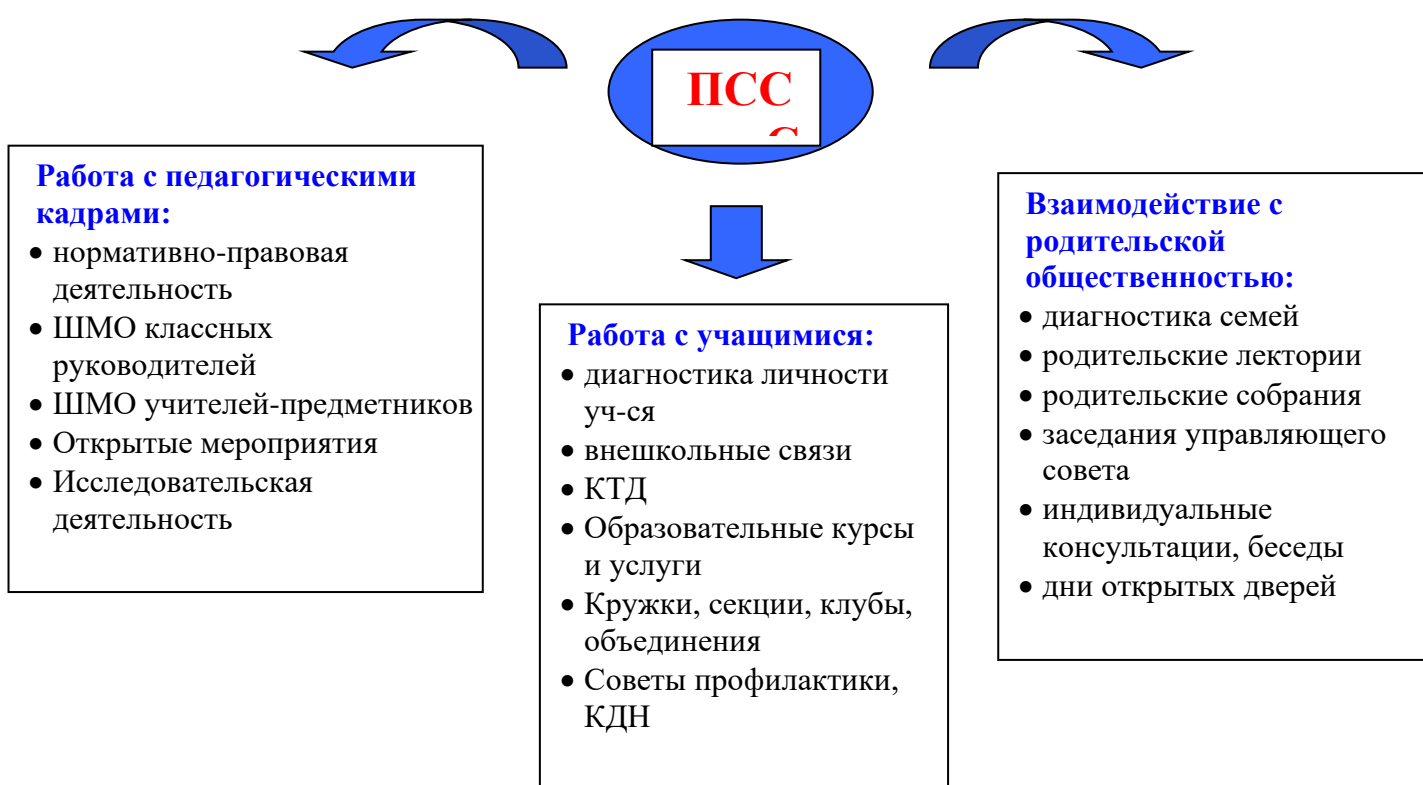 ПСС
С
Работа с педагогическими
кадрами:
• нормативно-правовая
деятельность
• ШМО классных
руководителей
• ШМО учителей-предметников
• Открытые мероприятия
• Исследовательская
деятельность
Работа с учащимися:
• диагностика личности
уч-ся
• внешкольные связи
• КТД
• Образовательные курсы
и услуги
• Кружки, секции, клубы,
объединения
• Советы профилактики,
КДН
Взаимодействие с
родительской
общественностью:
• диагностика семей
• родительские лектории
• родительские собрания
• заседания управляющего
совета
• индивидуальные
консультации, беседы
• дни открытых дверей